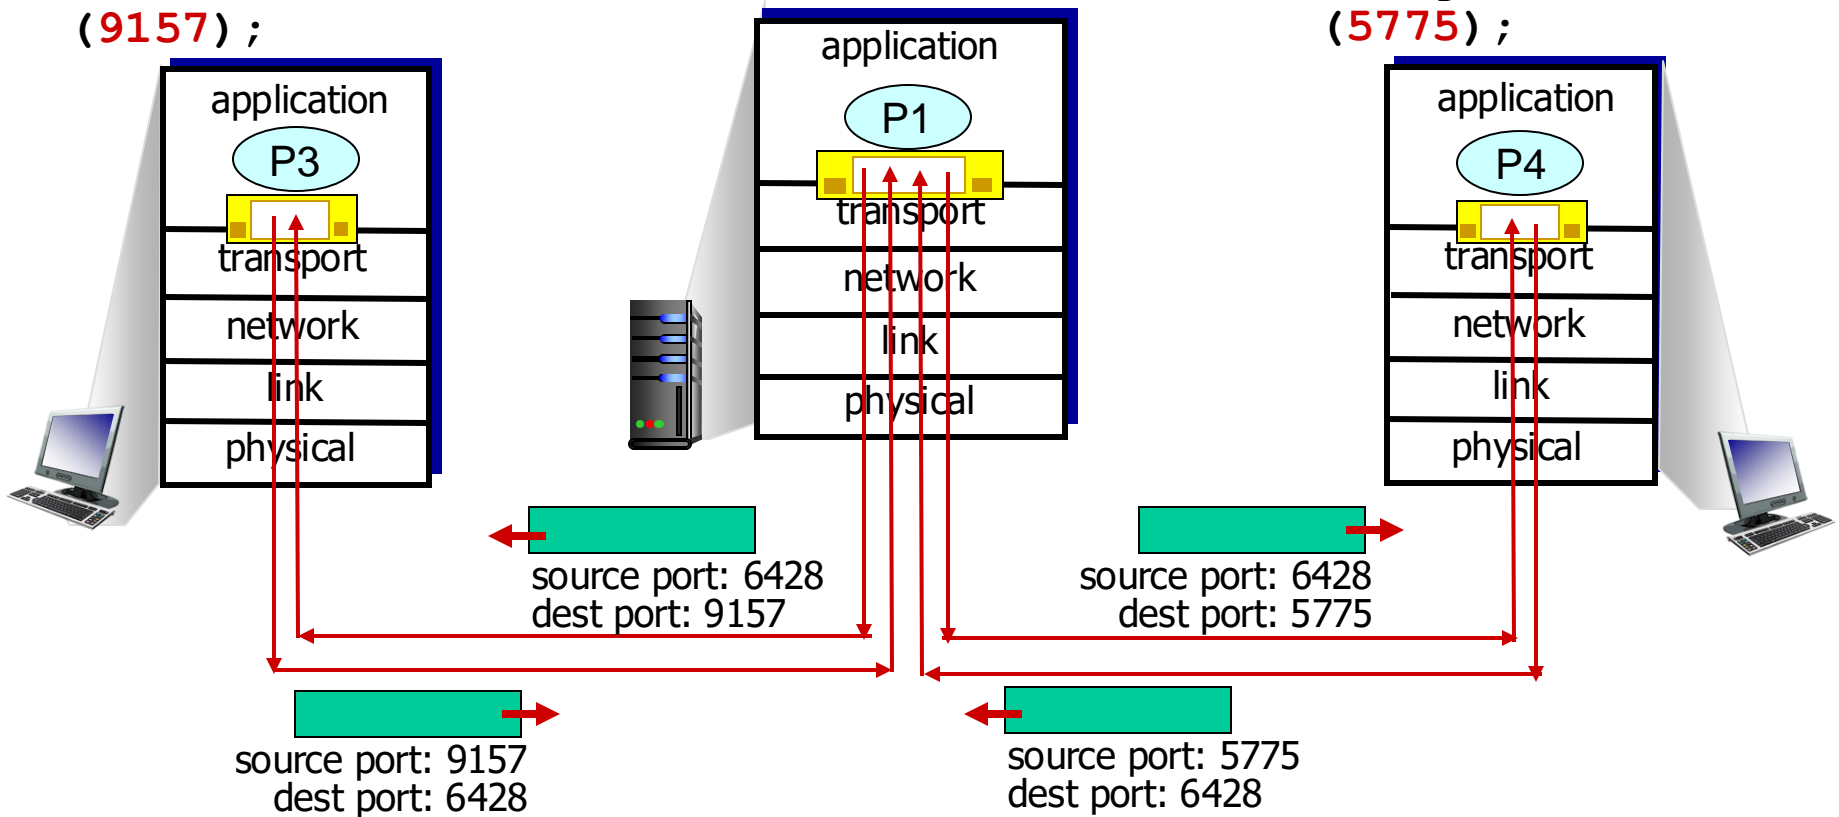 (9157);
(5775);
application
P3
transport
network
link
physical
application
P1
transport
network
link
physical
application
P4
transport
network
link
physical
source port: 6428
dest port: 9157
source port: 6428
dest port: 5775
source port: 9157
dest port: 6428
source port: 5775
dest port: 6428